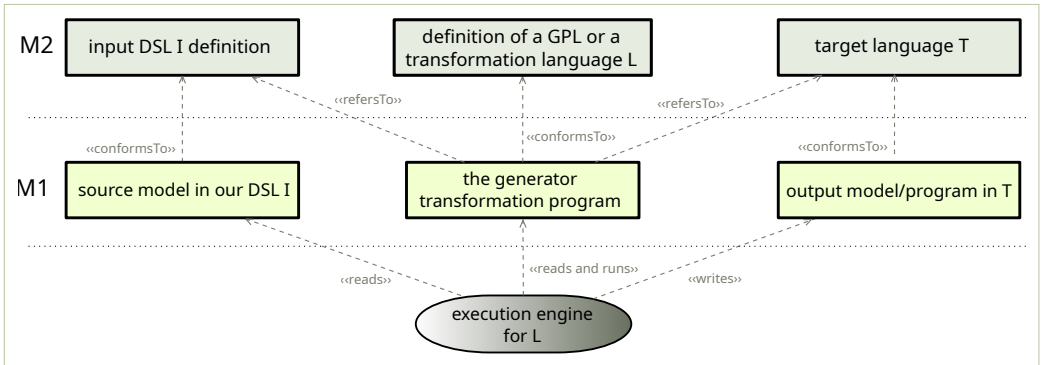 M2
input DSL I definition
definition of a GPL or a
transformation language L
target language T
‹‹refersTo››
‹‹refersTo››
‹‹conformsTo››
‹‹conformsTo››
‹‹conformsTo››
M1
source model in our DSL I
the generator
transformation program
output model/program in T
‹‹reads››
‹‹reads and runs››
‹‹writes››
execution engine
for L